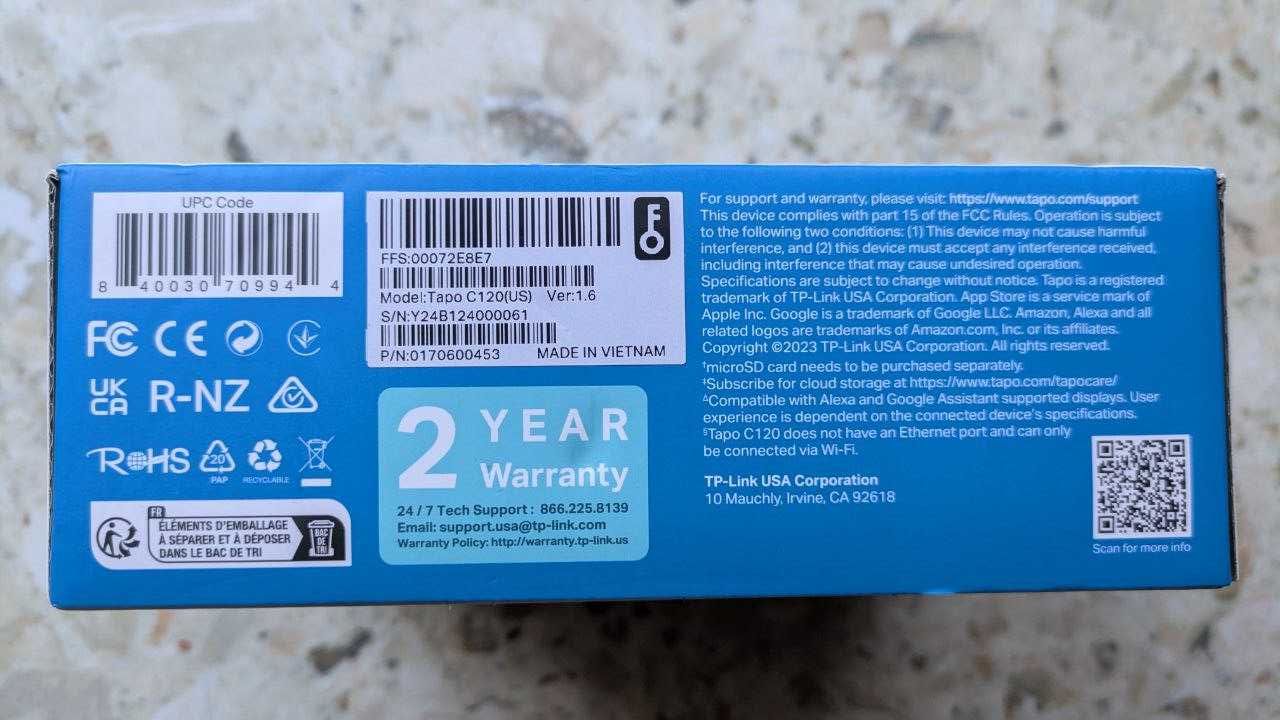 UPC Code
8 40030 70994 4
FFS:00072E8E7
Model:Tapo C120(US) Ver:1.6
S/N:Y24B124000061
P/N:0170600453 MADE IN VIETNAM
FC CE
UK
CA
R-NZ
RoHS
20
PAP
RECYCLABLE
FR
ÉLÉMENTS D'EMBALLAGE
À SÉPARER ET À DÉPOSER
DANS LE BAC DE TRI
BAC
DE
TRI
2 YEAR
Warranty
24 / 7 Tech Support : 866.225.8139
Email: support.usa@tp-link.com
Warranty Policy: http://warranty.tp-link.us
For support and warranty, please visit: https://www.tapo.com/support
This device complies with part 15 of the FCC Rules. Operation is subject
to the following two conditions: (1) This device may not cause harmful
interference, and (2) this device must accept any interference received,
including interference that may cause undesired operation.
Specifications are subject to change without notice. Tapo is a registered
trademark of TP-Link USA Corporation. App Store is a service mark of
Apple Inc. Google is a trademark of Google LLC. Amazon, Alexa and all
related logos are trademarks of Amazon.com, Inc. or its affiliates.
Copyright ©2023 TP-Link USA Corporation. All rights reserved.
†microSD card needs to be purchased separately.
‡Subscribe for cloud storage at https://www.tapo.com/tapocare/
ᐞCompatible with Alexa and Google Assistant supported displays. User
experience is dependent on the connected device's specifications.
§Tapo C120 does not have an Ethernet port and can only
be connected via Wi-Fi.
TP-Link USA Corporation
10 Mauchly, Irvine, CA 92618
Scan for more info